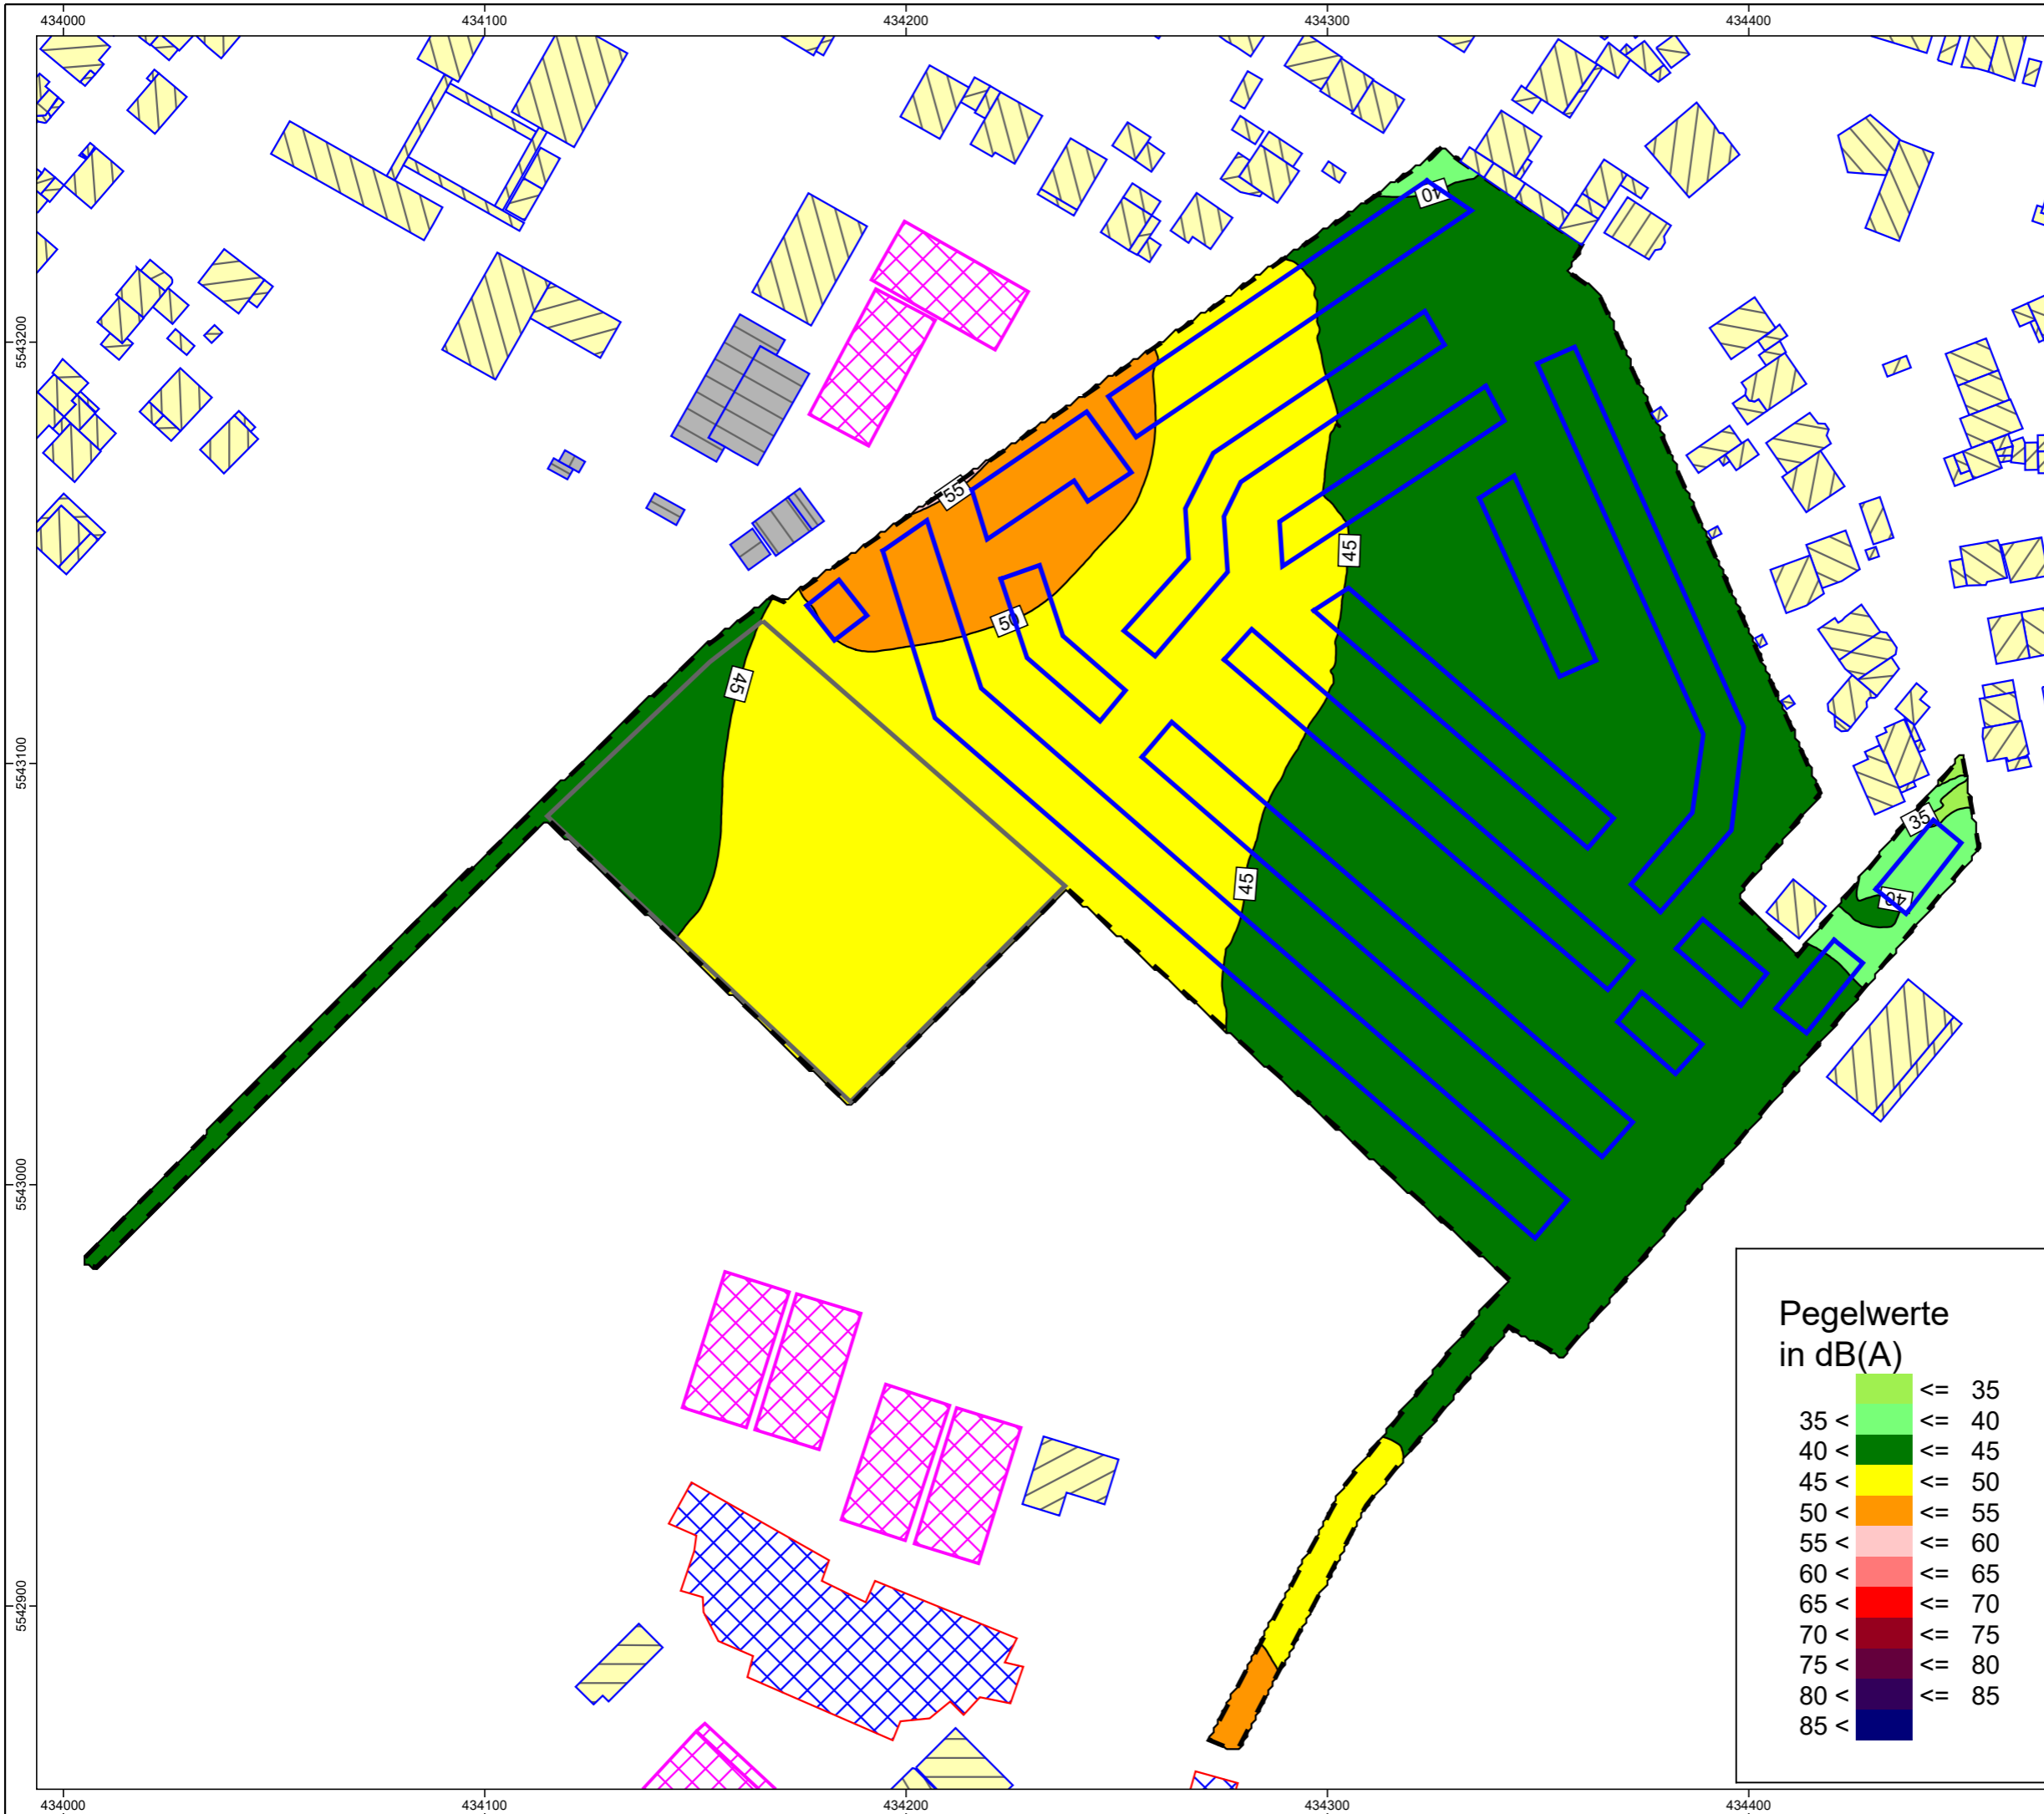 434000 434100 434200 434300 434400
40
5543200
55
45
50
45
5543100
35
45
40
5543000
Pegelwerte
in dB(A)
<= 35
35 < <= 40
40 < <= 45
45 < <= 50
50 < <= 55
55 < <= 60
60 < <= 65
65 < <= 70
70 < <= 75
75 < <= 80
80 < <= 85
85 <
5542900
434000 434100 434200 434300 434400